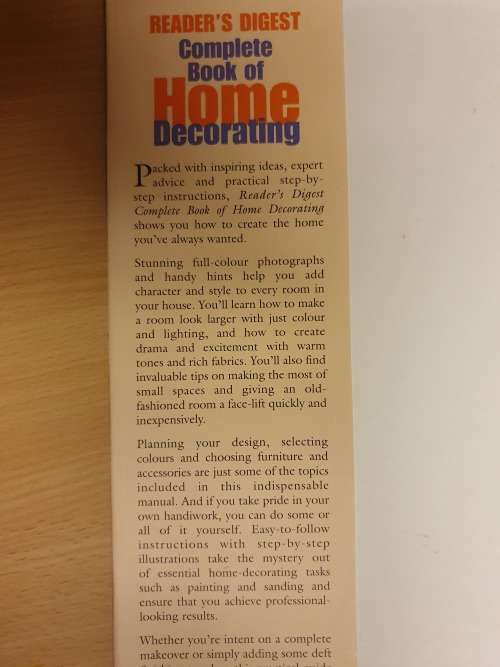 READER'S DIGEST
Complete
Book of
Home
Decorating
Packed with inspiring ideas, expert
advice and practical step-by-
step instructions, Reader's Digest
Complete Book of Home Decorating
shows you how to create the home
you've always wanted.
Stunning full-colour photographs
and handy hints help you add
character and style to every room in
your house. You'll learn how to make
a room look larger with just colour
and lighting, and how to create
drama and excitement with warm
tones and rich fabrics. You'll also find
invaluable tips on making the most of
small spaces and giving an old-
fashioned room a face-lift quickly and
inexpensively.
Planning your design, selecting
colours and choosing furniture and
accessories are just some of the topics
included in this indispensable
manual. And if you take pride in your
own handiwork, you can do some or
all of it yourself. Easy-to-follow
instructions with step-by-step
illustrations take the mystery out
of essential home-decorating tasks
such as painting and sanding and
ensure that you achieve professional-
looking results.
Whether you're intent on a complete
makeover or simply adding some deft